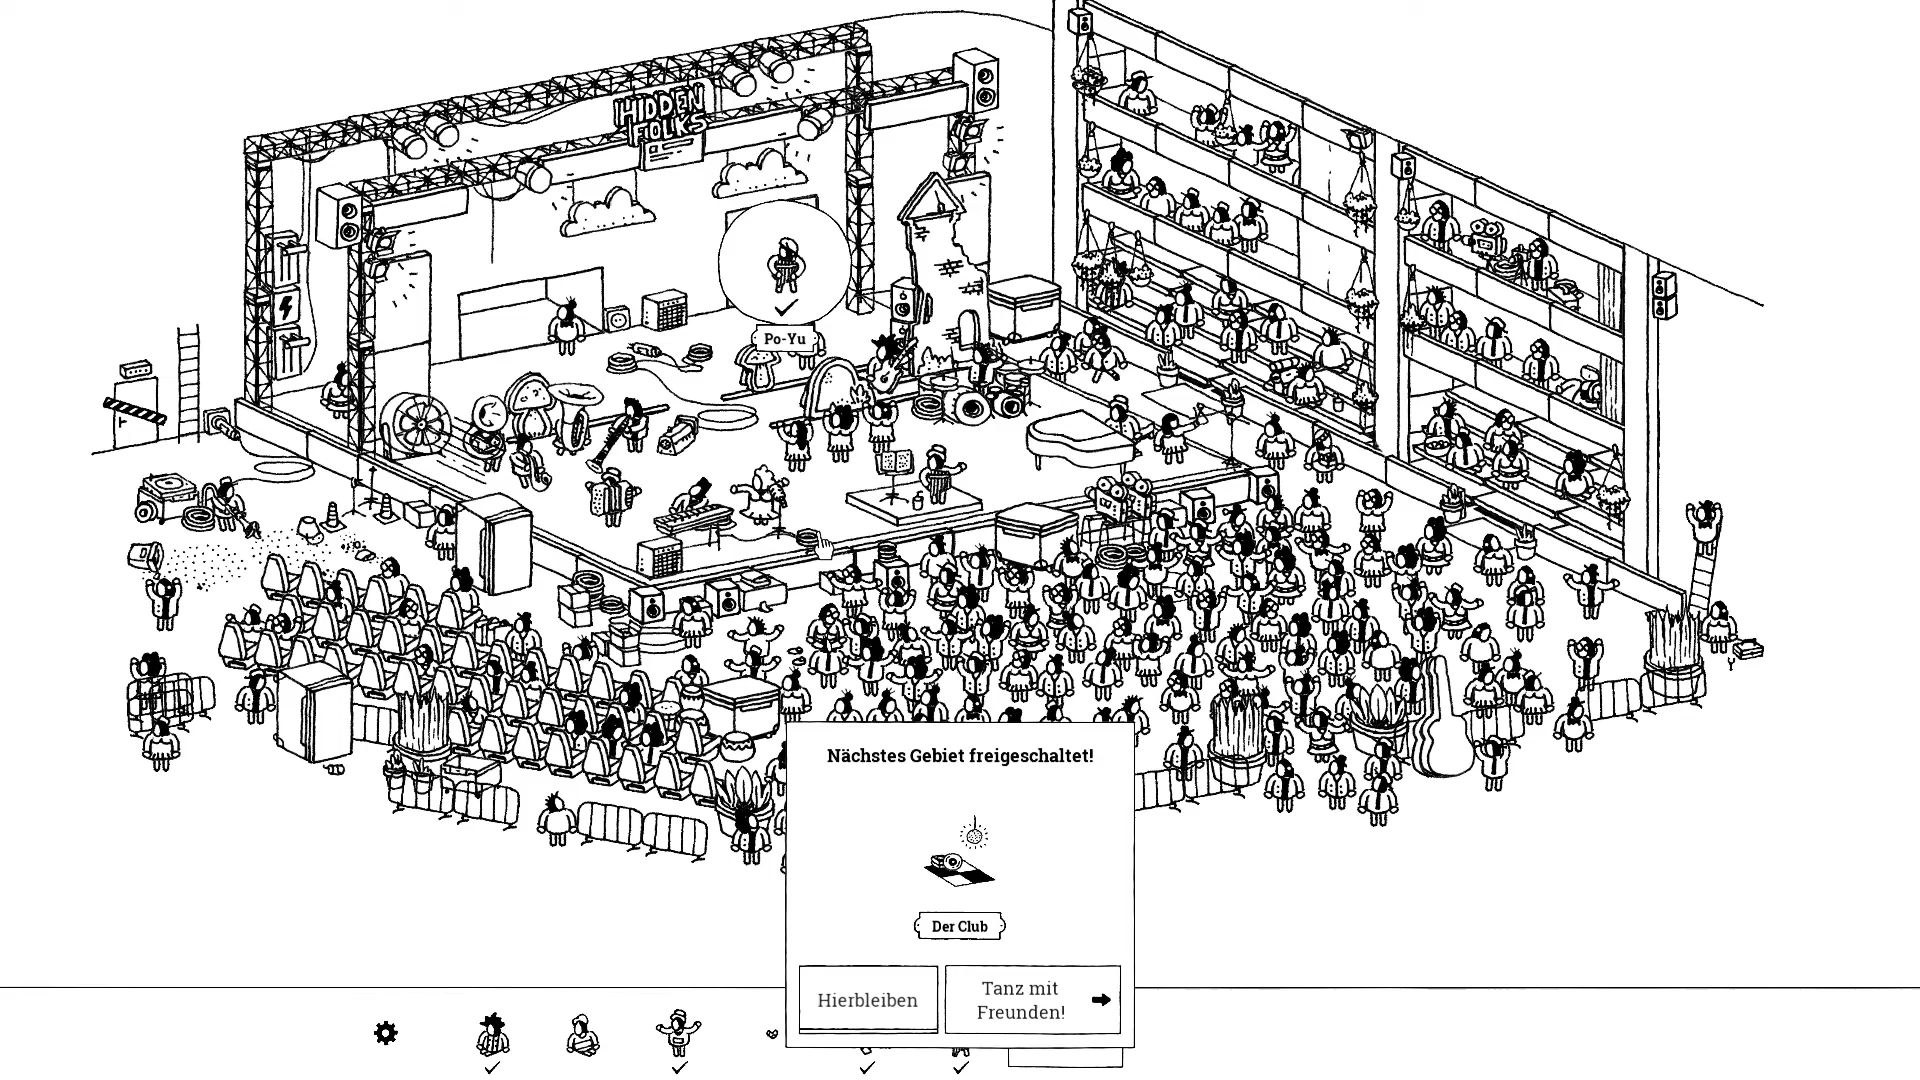 HIDDEN
FOLKS
Po-Yu
Nächstes Gebiet freigeschaltet!
Der Club
Hierbleiben
Tanz mit
Freunden!